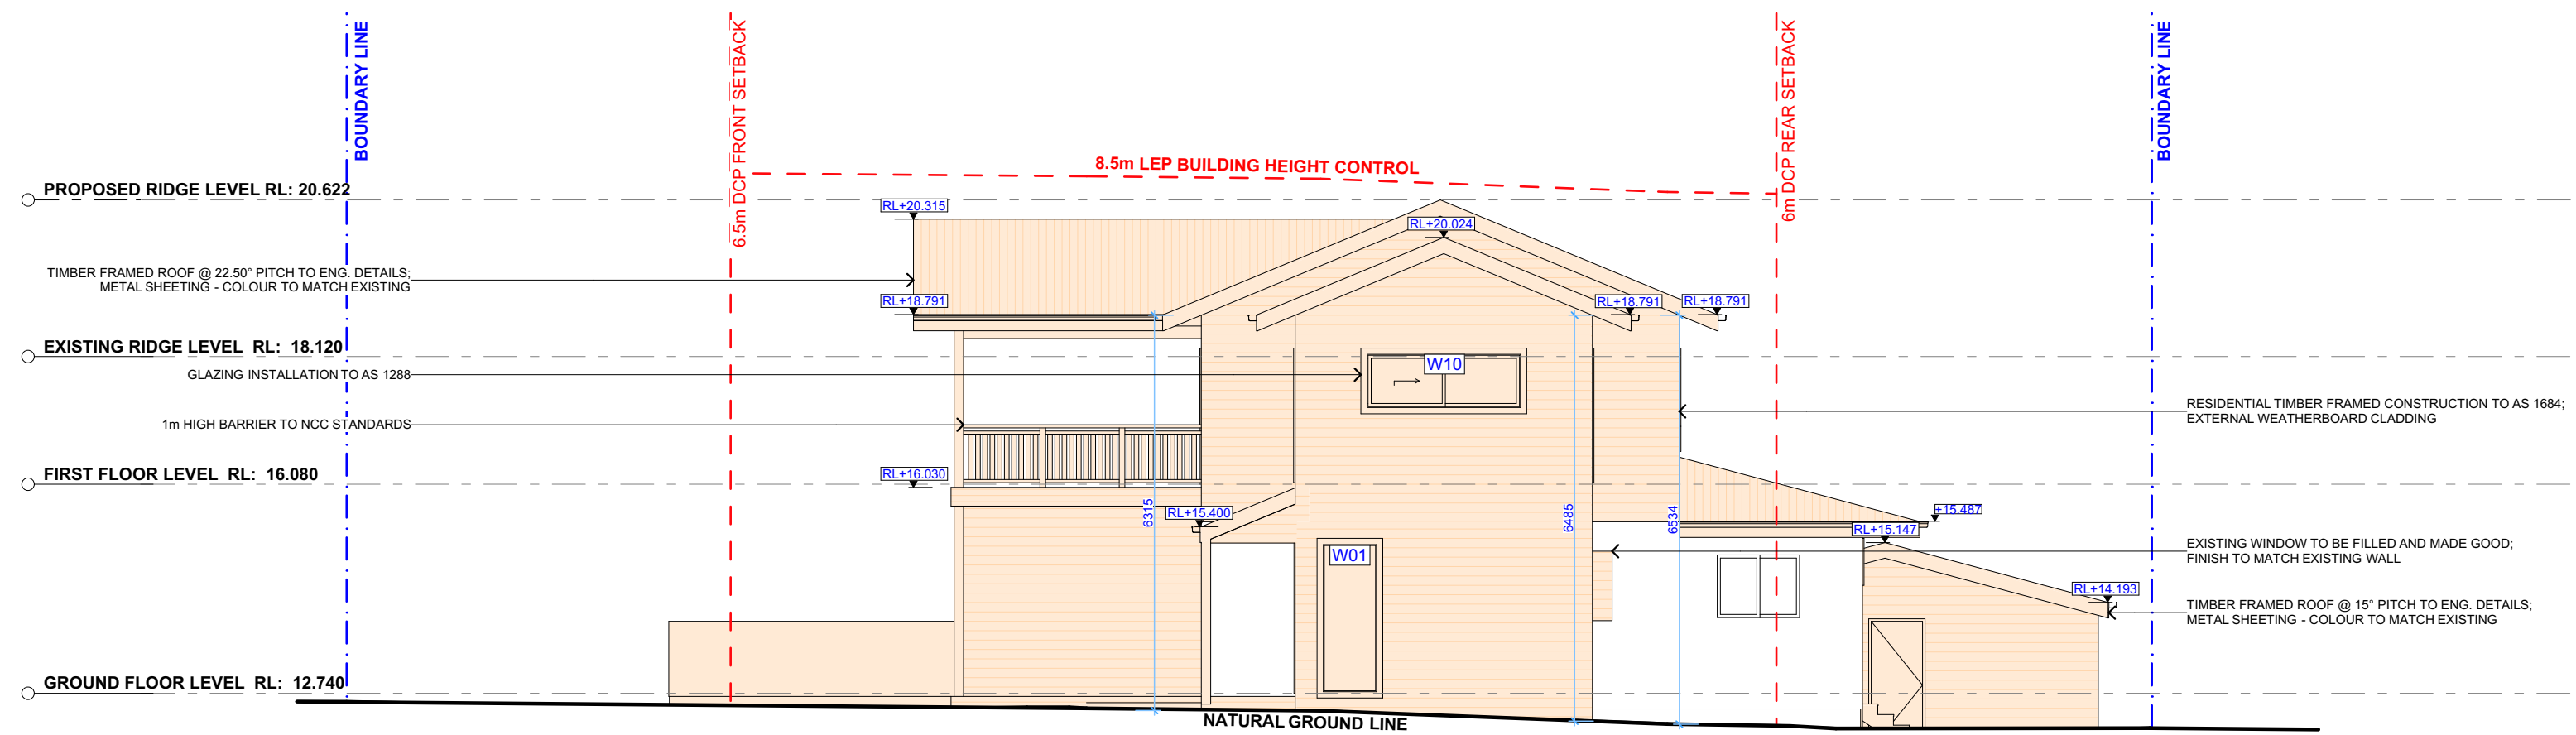 BOUNDARY LINE
6.5m DCP FRONT SETBACK
6m DCP REAR SETBACK
BOUNDARY LINE
8.5m LEP BUILDING HEIGHT CONTROL
PROPOSED RIDGE LEVEL RL: 20.622
RL+20.315
RL+20.024
TIMBER FRAMED ROOF @ 22.50° PITCH TO ENG. DETAILS;
METAL SHEETING - COLOUR TO MATCH EXISTING
RL+18.791
RL+18.791
RL+18.791
EXISTING RIDGE LEVEL RL: 18.120
W10
GLAZING INSTALLATION TO AS 1288
RESIDENTIAL TIMBER FRAMED CONSTRUCTION TO AS 1684;
EXTERNAL WEATHERBOARD CLADDING
1m HIGH BARRIER TO NCC STANDARDS
FIRST FLOOR LEVEL RL: 16.080
RL+16.030
6315
RL+15.400
6485
6534
+15.487
RL+15.147
W01
EXISTING WINDOW TO BE FILLED AND MADE GOOD;
FINISH TO MATCH EXISTING WALL
RL+14.193
TIMBER FRAMED ROOF @ 15° PITCH TO ENG. DETAILS;
METAL SHEETING - COLOUR TO MATCH EXISTING
GROUND FLOOR LEVEL RL: 12.740
NATURAL GROUND LINE